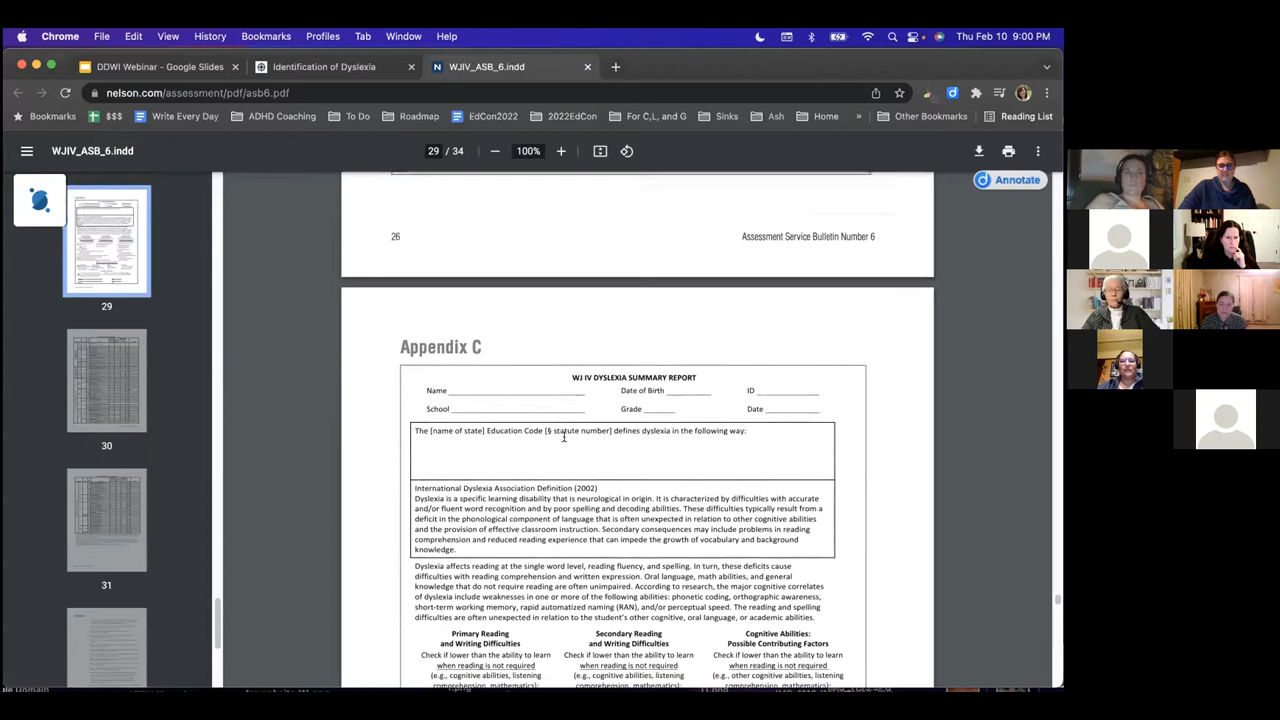 Chrome File Edit View History Bookmarks Profiles Tab Window Help Thu Feb 10 9:00 PM
DDWI Webinar - Google Slides Identification of Dyslexia WJIV_ASB_6.indd
nelson.com/assessment/pdf/asb6.pdf
Bookmarks $$$ Write Every Day ADHD Coaching To Do Roadmap EdCon2022 2022EdCon For C,L, and G Sinks Ash Home » Other Bookmarks Reading List
WJIV_ASB_6.indd 29 / 34 100%
Annotate
29
30
31
26 Assessment Service Bulletin Number 6
Appendix C
WJ IV DYSLEXIA SUMMARY REPORT
Name Date of Birth ID
School Grade Date
The [name of state] Education Code [§ statute number] defines dyslexia in the following way:
International Dyslexia Association Definition (2002)
Dyslexia is a specific learning disability that is neurological in origin. It is characterized by difficulties with accurate
and/or fluent word recognition and by poor spelling and decoding abilities. These difficulties typically result from a
deficit in the phonological component of language that is often unexpected in relation to other cognitive abilities
and the provision of effective classroom instruction. Secondary consequences may include problems in reading
comprehension and reduced reading experience that can impede the growth of vocabulary and background
knowledge.
Dyslexia affects reading at the single word level, reading fluency, and spelling. In turn, these deficits cause
difficulties with reading comprehension and written expression. Oral language, math abilities, and general
knowledge that do not require reading are often unimpaired. According to research, the major cognitive correlates
of dyslexia include weaknesses in one or more of the following abilities: phonetic coding, orthographic awareness,
short-term working memory, rapid automatized naming (RAN), and/or perceptual speed. The reading and spelling
difficulties are often unexpected in relation to the student's other cognitive, oral language, or academic abilities.
Primary Reading
and Writing Difficulties
Check if lower than the ability to learn
when reading is not required
(e.g., cognitive abilities, listening
comprehension, mathematics):
Secondary Reading
and Writing Difficulties
Check if lower than the ability to learn
when reading is not required
(e.g., cognitive abilities, listening
comprehension, mathematics):
Cognitive Abilities:
Possible Contributing Factors
Check if lower than the ability to learn
when reading is not required
(e.g., other cognitive abilities, listening
comprehension, mathematics):